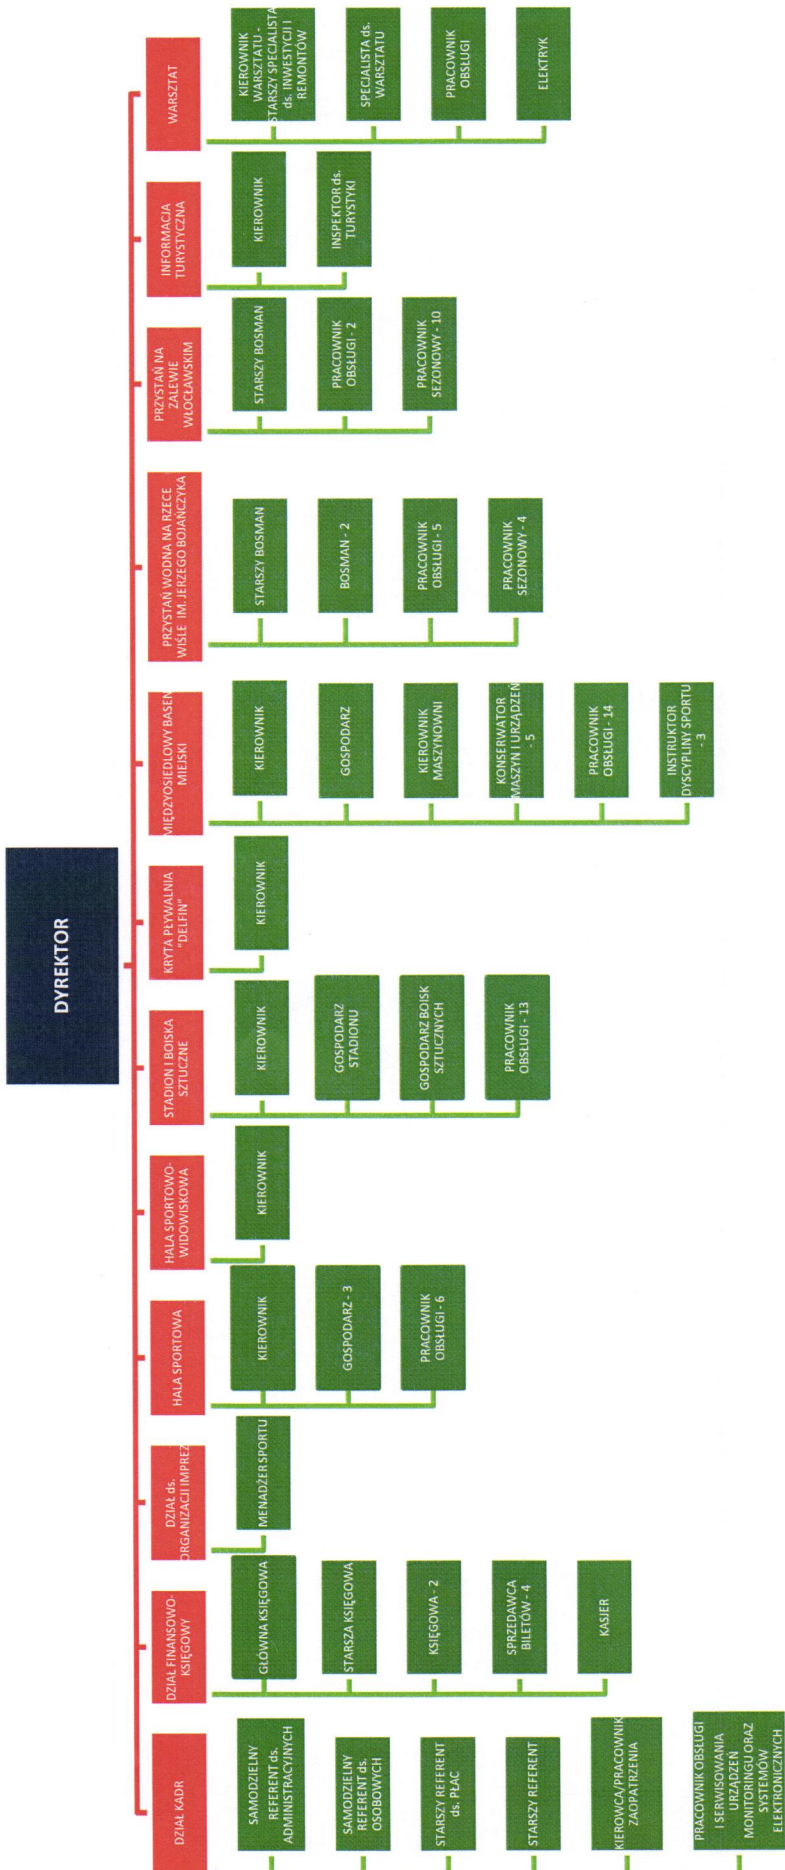 DYREKTOR
DZIAŁ KADR
SAMODZIELNY
REFERENT ds.
ADMINISTRACYJNYCH
SAMODZIELNY
REFERENT ds.
OSOBOWYCH
STARSZY REFERENT
ds. PŁAC
STARSZY REFERENT
KIEROWCA/PRACOWNIK
ZAOPATRZENIA
PRACOWNIK OBSŁUGI
I SERWISOWANIA
URZĄDZEŃ
MONITORINGU ORAZ
SYSTEMÓW
ELEKTRONICZNYCH
DZIAŁ FINANSOWO-
KSIĘGOWY
GŁÓWNA KSIĘGOWA
STARSZA KSIĘGOWA
KSIĘGOWA - 2
SPRZEDAWCA
BILETÓW - 4
KASJER
DZIAŁ ds.
ORGANIZACJI IMPREZ
MENADŻER SPORTU
HALA SPORTOWA
KIEROWNIK
GOSPODARZ - 3
PRACOWNIK
OBSŁUGI - 6
HALA SPORTOWO-
WIDOWISKOWA
KIEROWNIK
STADION I BOISKA
SZTUCZNE
KIEROWNIK
GOSPODARZ
STADIONU
GOSPODARZ BOISK
SZTUCZNYCH
PRACOWNIK
OBSŁUGI - 13
KRYTA PŁYWALNIA
"DELFIN"
KIEROWNIK
MIĘDZYOSIEDLOWY BASEN
MIEJSKI
KIEROWNIK
GOSPODARZ
KIEROWNIK
MASZYNOWNI
KONSERWATOR
MASZYN I URZĄDZEŃ
- 5
PRACOWNIK
OBSŁUGI - 14
INSTRUKTOR
DYSCYPLINY SPORTU
- 3
PRZYSTAŃ WODNA NA RZECE
WIŚLE IM. JERZEGO BOJAŃCZYKA
STARSZY BOSMAN
BOSMAN - 2
PRACOWNIK
OBSŁUGI - 5
PRACOWNIK
SEZONOWY - 4
PRZYSTAŃ NA
ZALEWIE
WŁOCŁAWSKIM
STARSZY BOSMAN
PRACOWNIK
OBSŁUGI - 2
PRACOWNIK
SEZONOWY - 10
INFORMACJA
TURYSTYCZNA
KIEROWNIK
INSPEKTOR ds.
TURYSTYKI
WARSZTAT
KIEROWNIK
WARSZTATU -
STARSZY SPECJALISTA
ds. INWESTYCJI I
REMONTÓW
SPECJALISTA ds.
WARSZTATU
PRACOWNIK
OBSŁUGI
ELEKTRYK